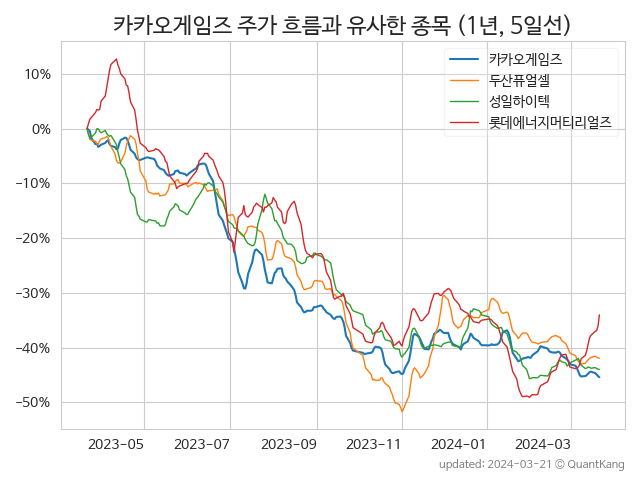 카카오게임즈 주가 흐름과 유사한 종목 (1년, 5일선)
카카오게임즈
두산퓨얼셀
성일하이텍
롯데에너지머티리얼즈
10%
0%
-10%
-20%
-30%
-40%
-50%
2023-05
2023-07
2023-09
2023-11
2024-01
2024-03
updated: 2024-03-21 © QuantKang